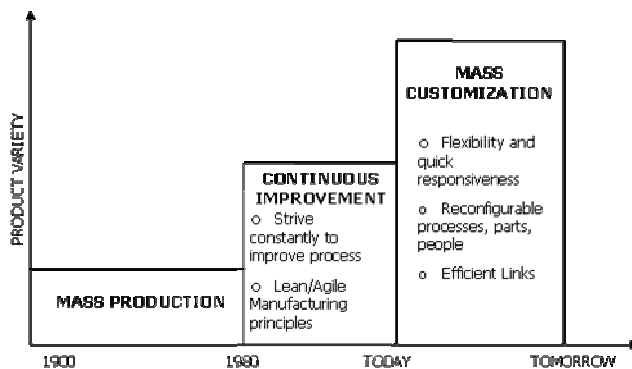 PRODUCT VARIETY
MASS PRODUCTION
CONTINUOUS
IMPROVEMENT
o Strive
constantly to
improve process
o Lean/Agile
Manufacturing
principles
MASS
CUSTOMIZATION
o Flexibility and
quick
responsiveness
o Reconfigurable
processes, parts,
people
o Efficient Links
1900
1980
TODAY
TOMORROW